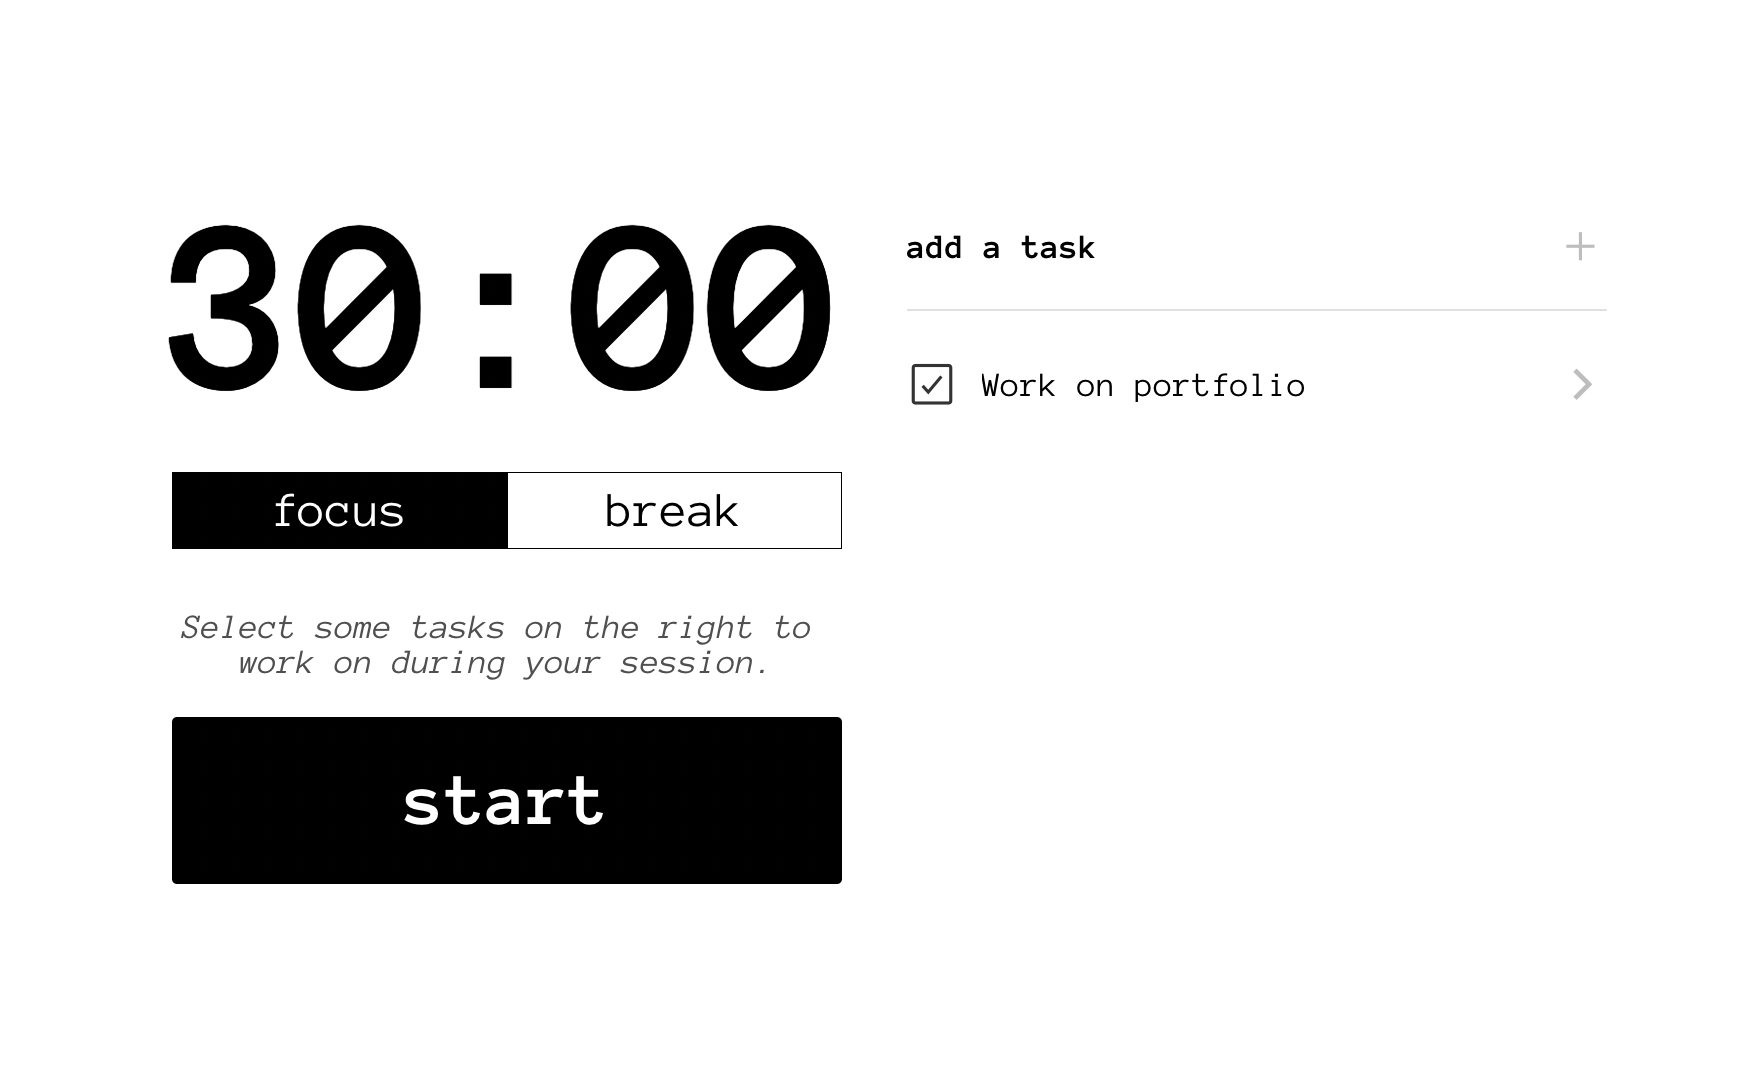 30:00
focus break
Select some tasks on the right to
work on during your session.
start
add a task
Work on portfolio